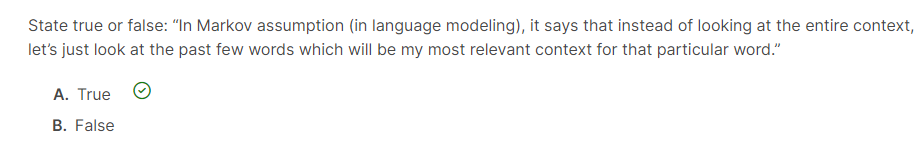 State true or false: “In Markov assumption (in language modeling), it says that instead of looking at the entire context,
let’s just look at the past few words which will be my most relevant context for that particular word.”
A. True
B. False